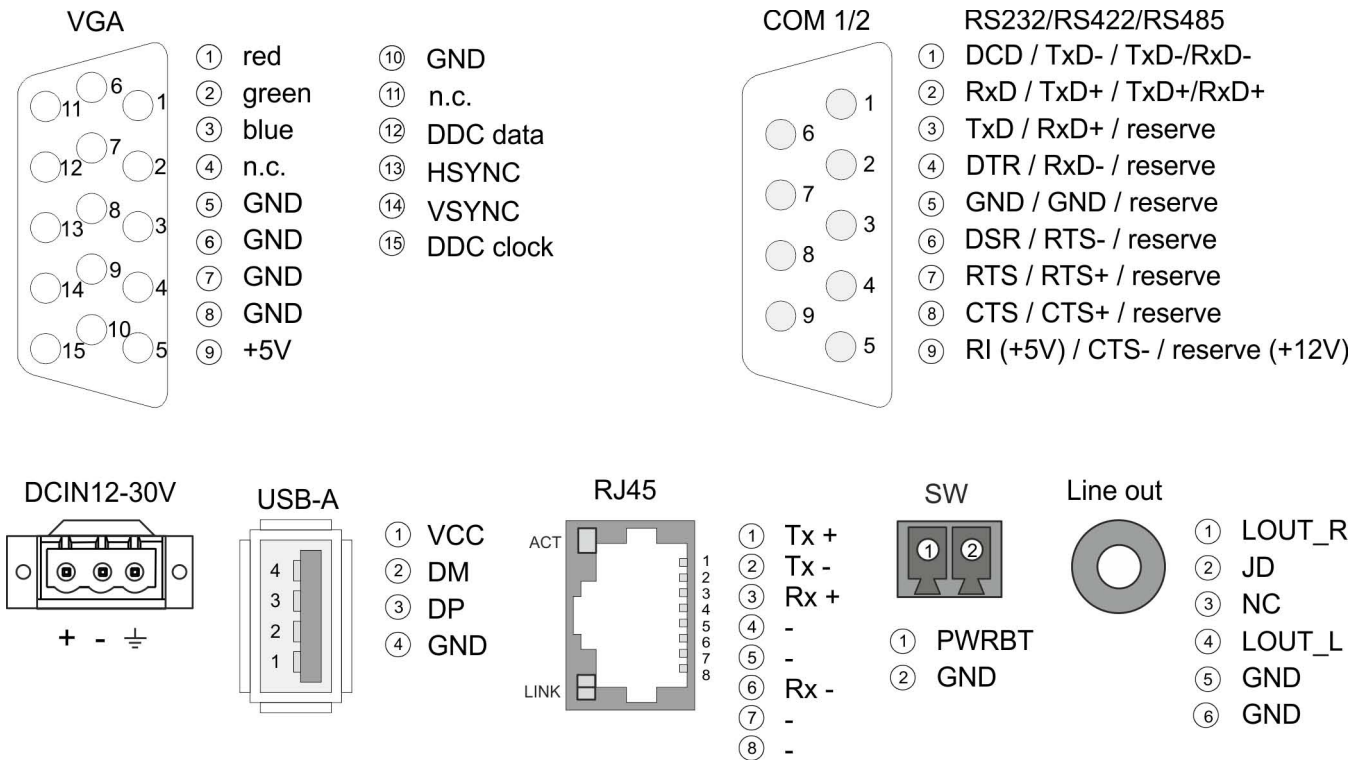 VGA
① red
② green
③ blue
④ n.c.
⑤ GND
⑥ GND
⑦ GND
⑧ GND
⑨ +5V
⑩ GND
⑪ n.c.
⑫ DDC data
⑬ HSYNC
⑭ VSYNC
⑮ DDC clock
11 6 1
12 7 2
13 8 3
14 9 4
15 10 5
COM 1/2
1
6
2
7
3
8
4
9
5
RS232/RS422/RS485
① DCD / TxD- / TxD-/RxD-
② RxD / TxD+ / TxD+/RxD+
③ TxD / RxD+ / reserve
④ DTR / RxD- / reserve
⑤ GND / GND / reserve
⑥ DSR / RTS- / reserve
⑦ RTS / RTS+ / reserve
⑧ CTS / CTS+ / reserve
⑨ RI (+5V) / CTS- / reserve (+12V)
DCIN12-30V
+ - ⏚
USB-A
4
3
2
1
① VCC
② DM
③ DP
④ GND
RJ45
ACT
LINK
1
2
3
4
5
6
7
8
① Tx +
② Tx -
③ Rx +
④ -
⑤ -
⑥ Rx -
⑦ -
⑧ -
SW
① ②
① PWRBT
② GND
Line out
① LOUT_R
② JD
③ NC
④ LOUT_L
⑤ GND
⑥ GND